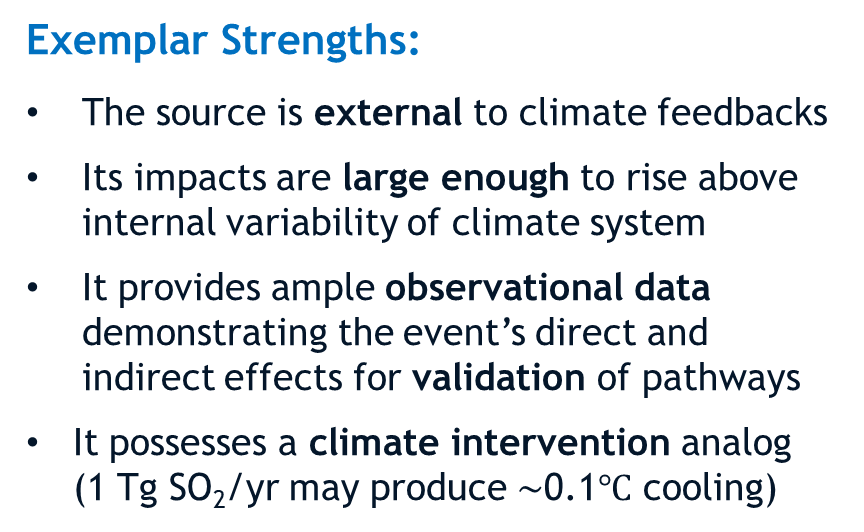 Exemplar Strengths:
• The source is external to climate feedbacks
• Its impacts are large enough to rise above
internal variability of climate system
• It provides ample observational data
demonstrating the event’s direct and
indirect effects for validation of pathways
• It possesses a climate intervention analog
(1 Tg SO₂/yr may produce ~0.1℃ cooling)